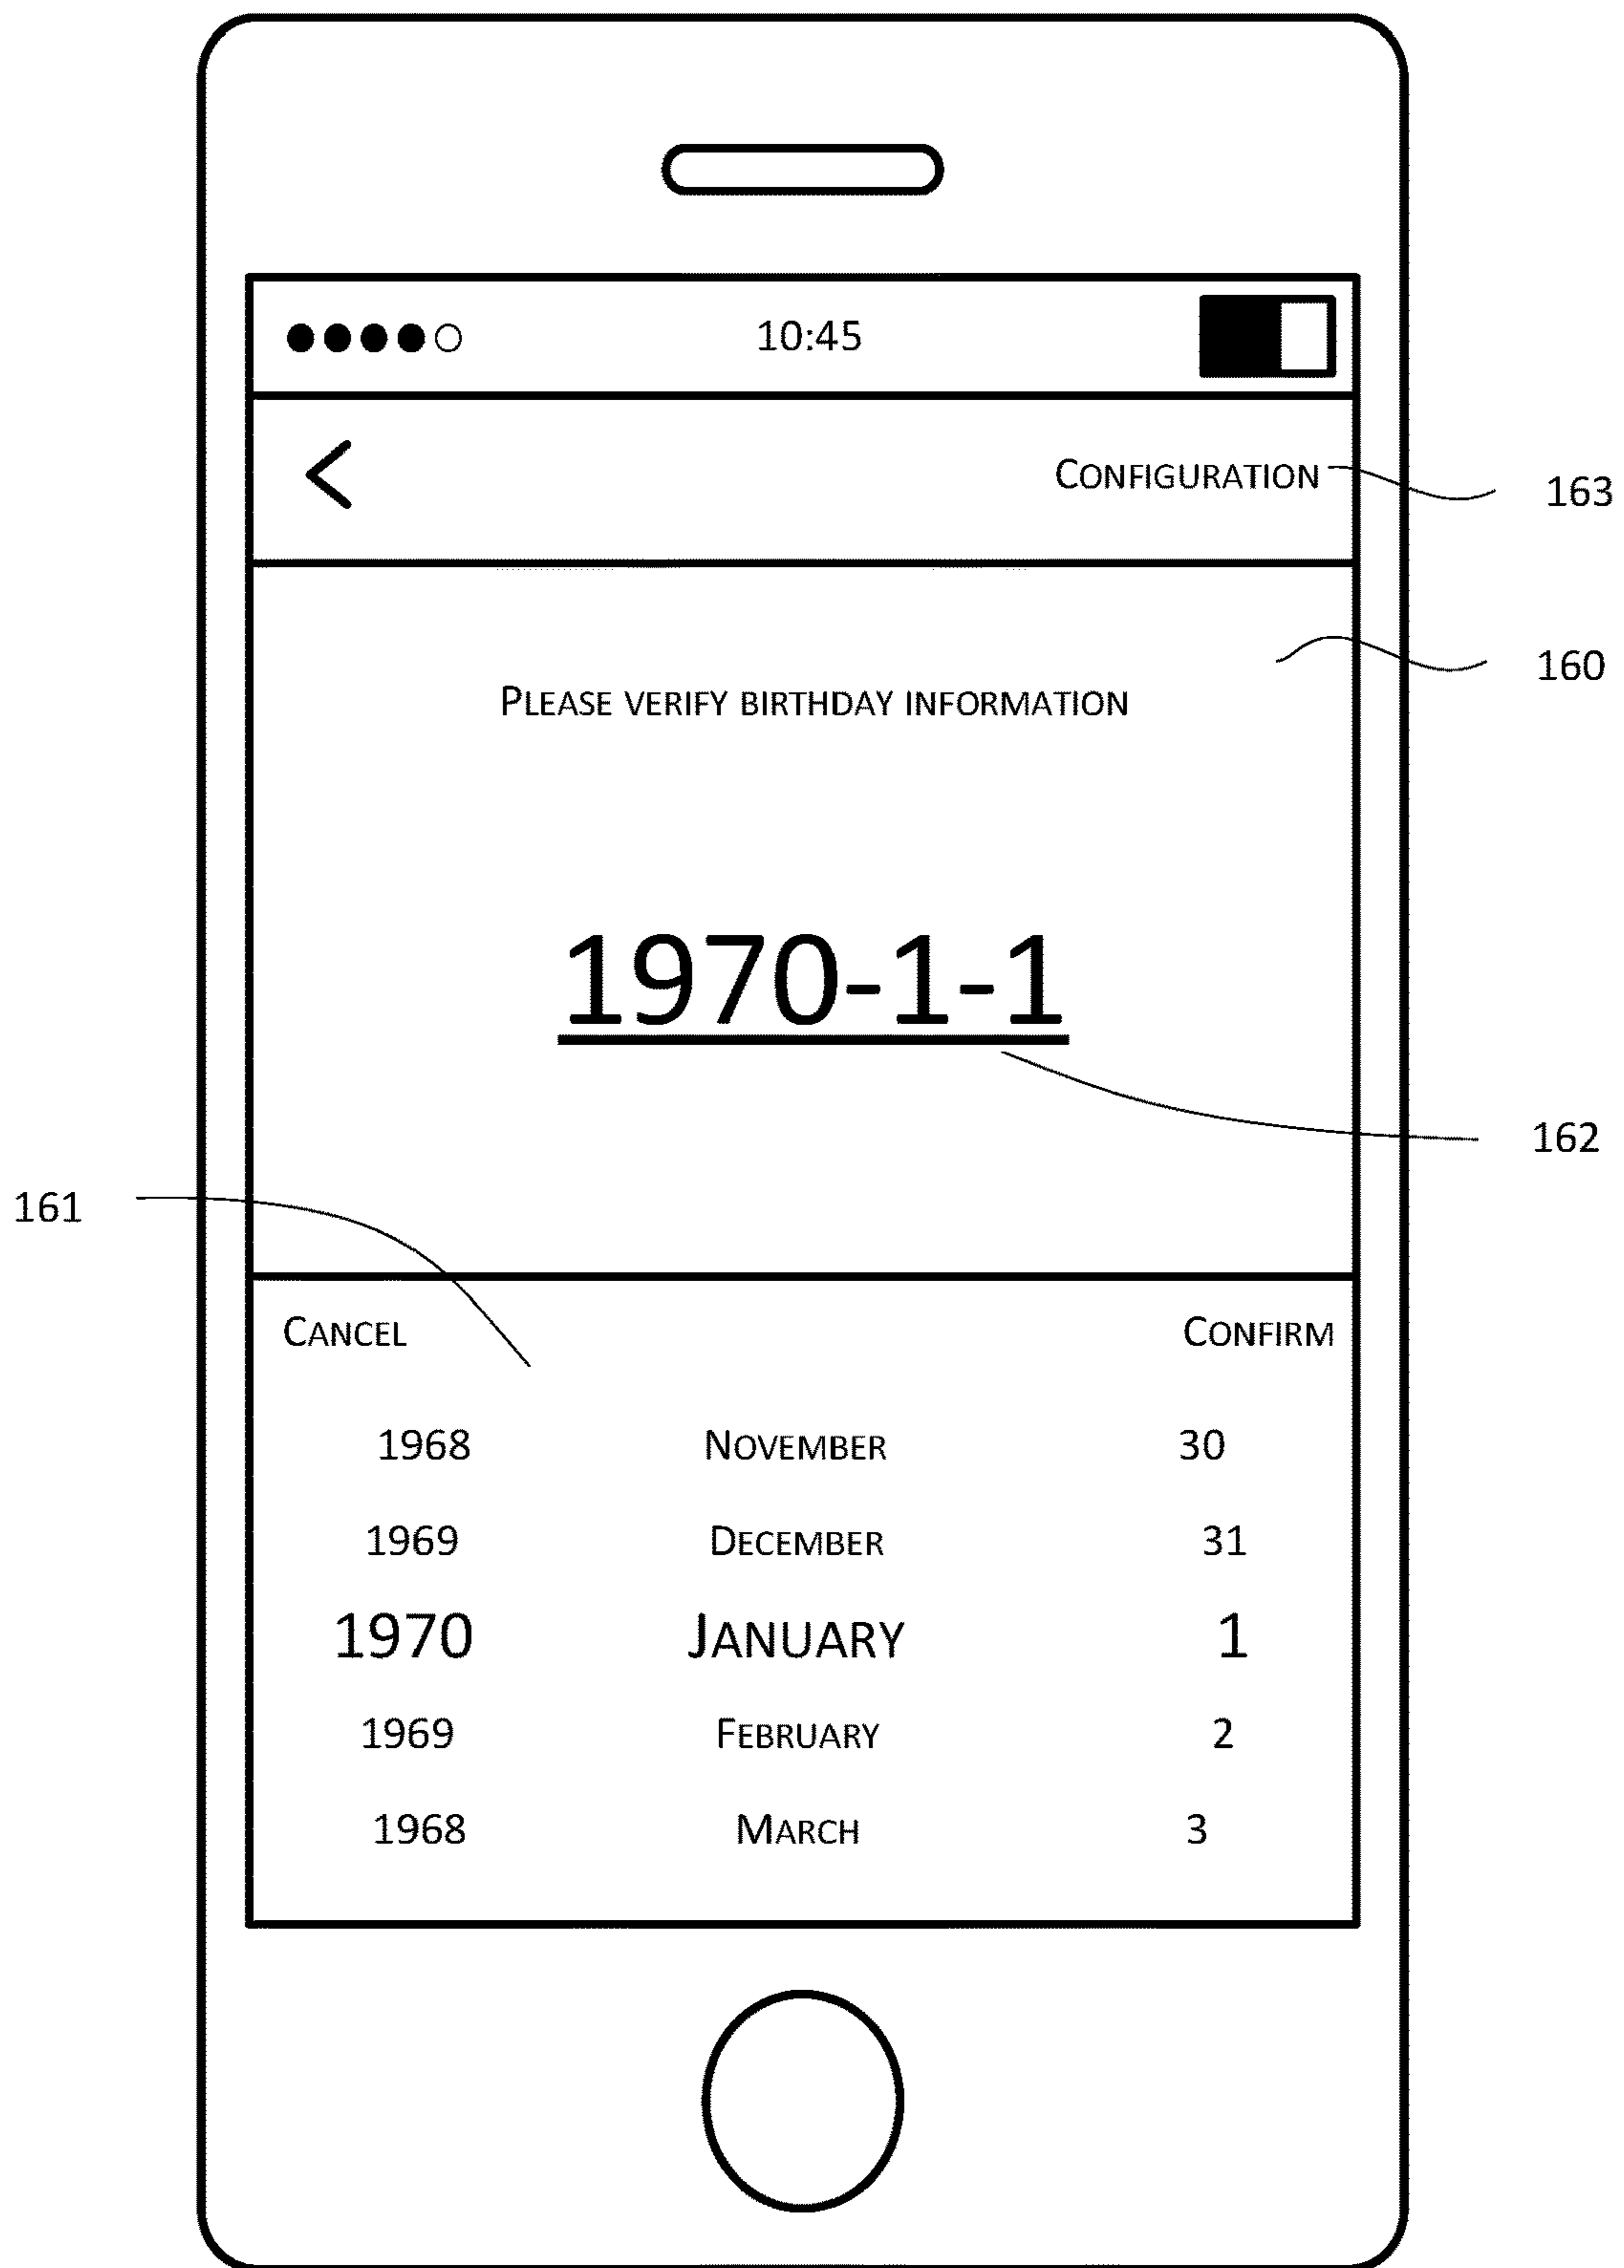 10:45
<
CONFIGURATION
163
160
PLEASE VERIFY BIRTHDAY INFORMATION
1970-1-1
162
161
CANCEL CONFIRM
1968 NOVEMBER 30
1969 DECEMBER 31
1970 JANUARY 1
1969 FEBRUARY 2
1968 MARCH 3